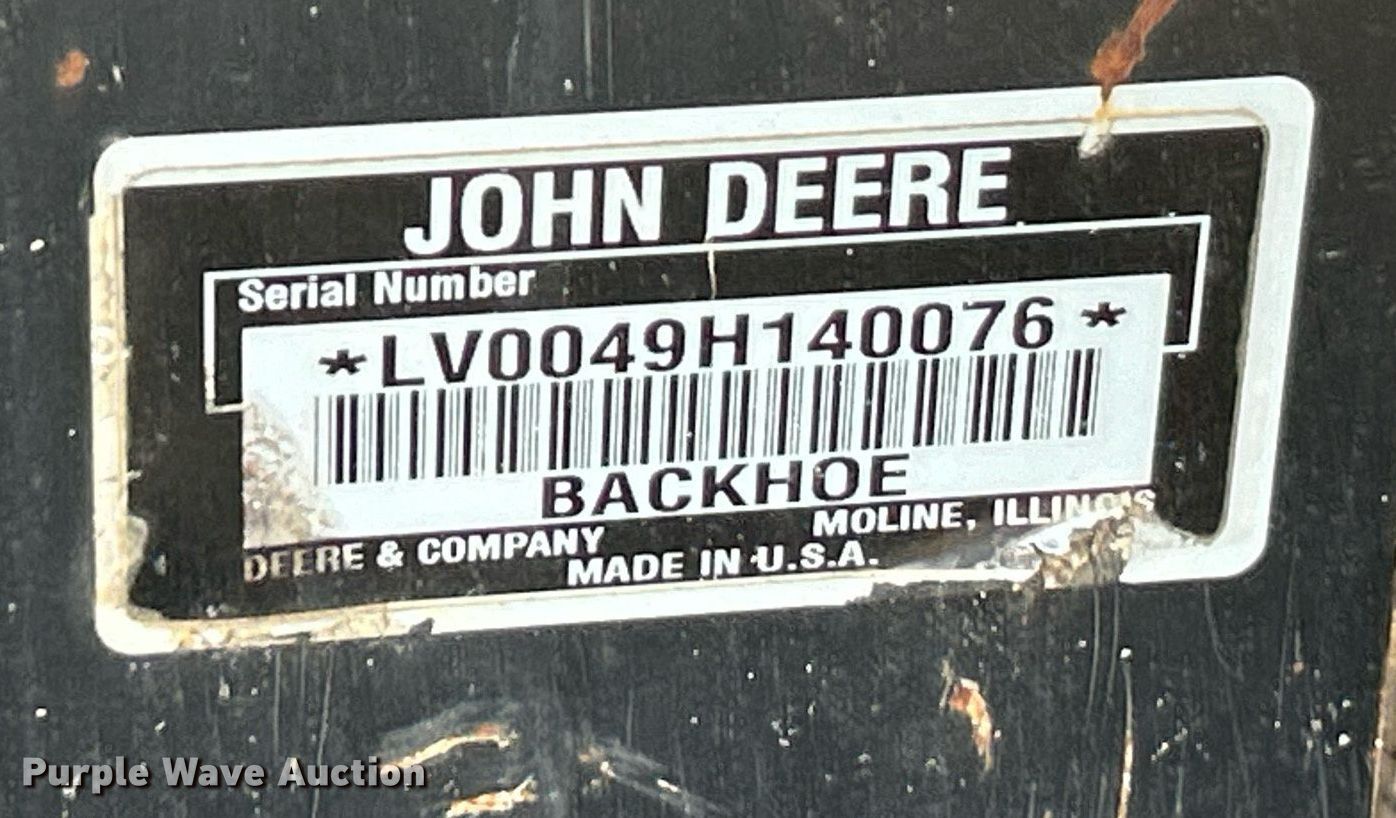 JOHN DEERE
Serial Number
*LV0049H140076*
BACKHOE
DEERE & COMPANY MOLINE, ILLINOIS
MADE IN U.S.A.
Purple Wave Auction